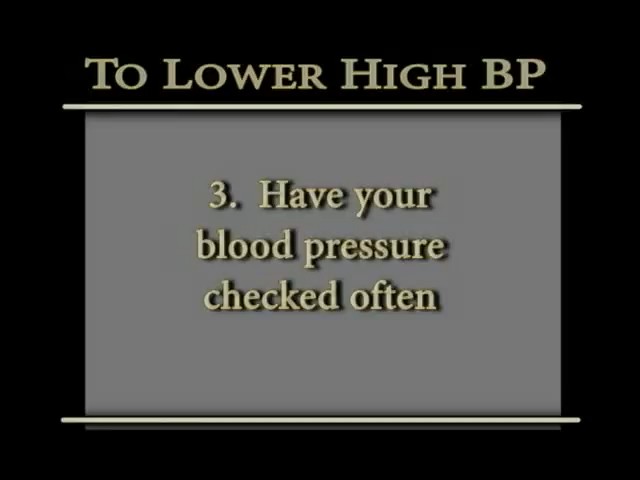 To Lower High BP
3. Have your
blood pressure
checked often